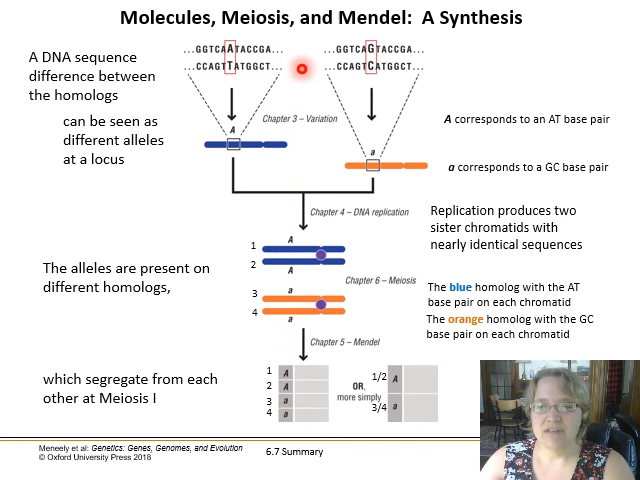 Molecules, Meiosis, and Mendel: A Synthesis
A DNA sequence
difference between
the homologs
can be seen as
different alleles
at a locus
...GGTCAATACCGA...
...CCAGTTATGGCT...
...GGTCAGTACCGA...
...CCAGTCATGGCT...
Chapter 3 – Variation
A
a
A corresponds to an AT base pair
a corresponds to a GC base pair
Chapter 4 – DNA replication
Replication produces two
sister chromatids with
nearly identical sequences
The alleles are present on
different homologs,
1
A
2
A
3
a
4
a
Chapter 6 – Meiosis
The blue homolog with the AT
base pair on each chromatid
The orange homolog with the GC
base pair on each chromatid
Chapter 5 – Mendel
which segregate from each
other at Meiosis I
1 A
2 A
3 a
4 a
OR,
more simply
1/2 A
3/4 a
Meneely et al: Genetics: Genes, Genomes, and Evolution
© Oxford University Press 2018
6.7 Summary